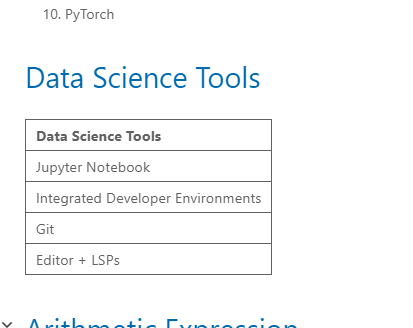 10. PyTorch
Data Science Tools
Data Science Tools
Jupyter Notebook
Integrated Developer Environments
Git
Editor + LSPs
Arithmetic Expression